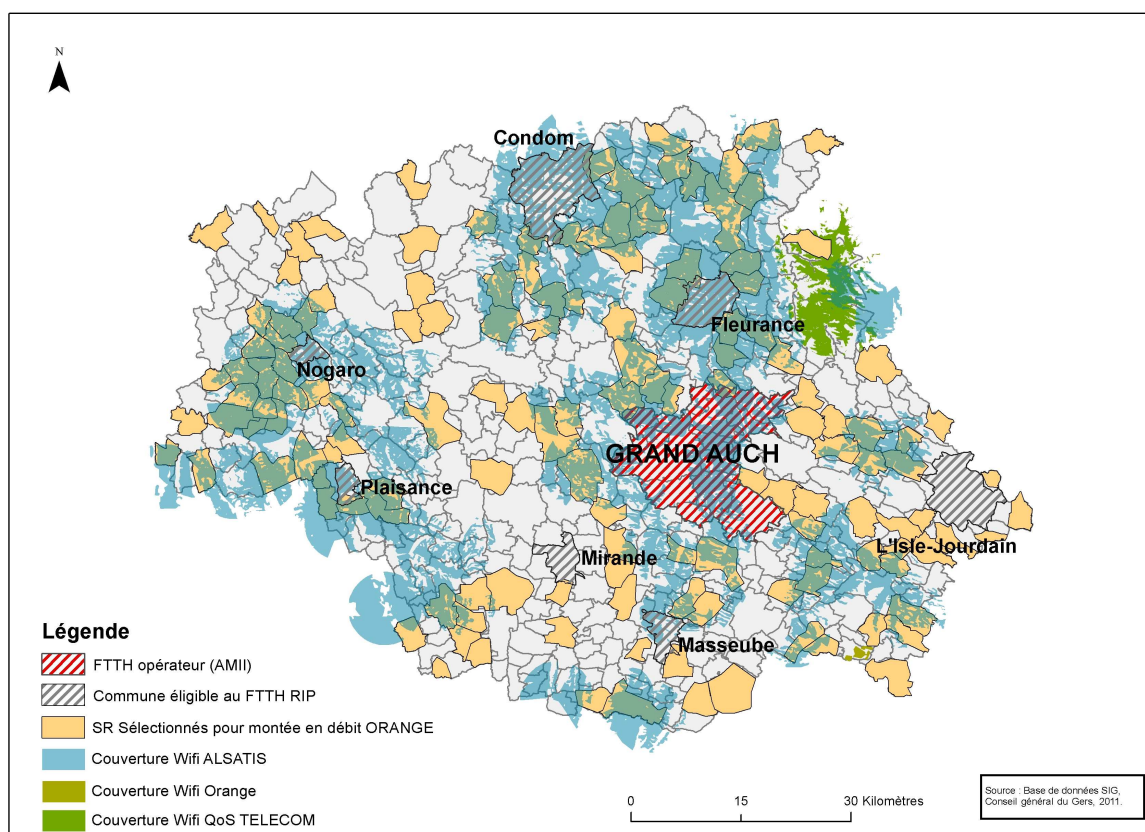 N
Condom
Fleurance
Nogaro
GRAND AUCH
Plaisance
L'Isle-Jourdain
Mirande
Masseube
Légende
FTTH opérateur (AMII)
Commune éligible au FTTH RIP
SR Sélectionnés pour montée en débit ORANGE
Couverture Wifi ALSATIS
Couverture Wifi Orange
Couverture Wifi QoS TELECOM
0 15 30 Kilomètres
Source : Base de données SIG,
Conseil général du Gers, 2011.